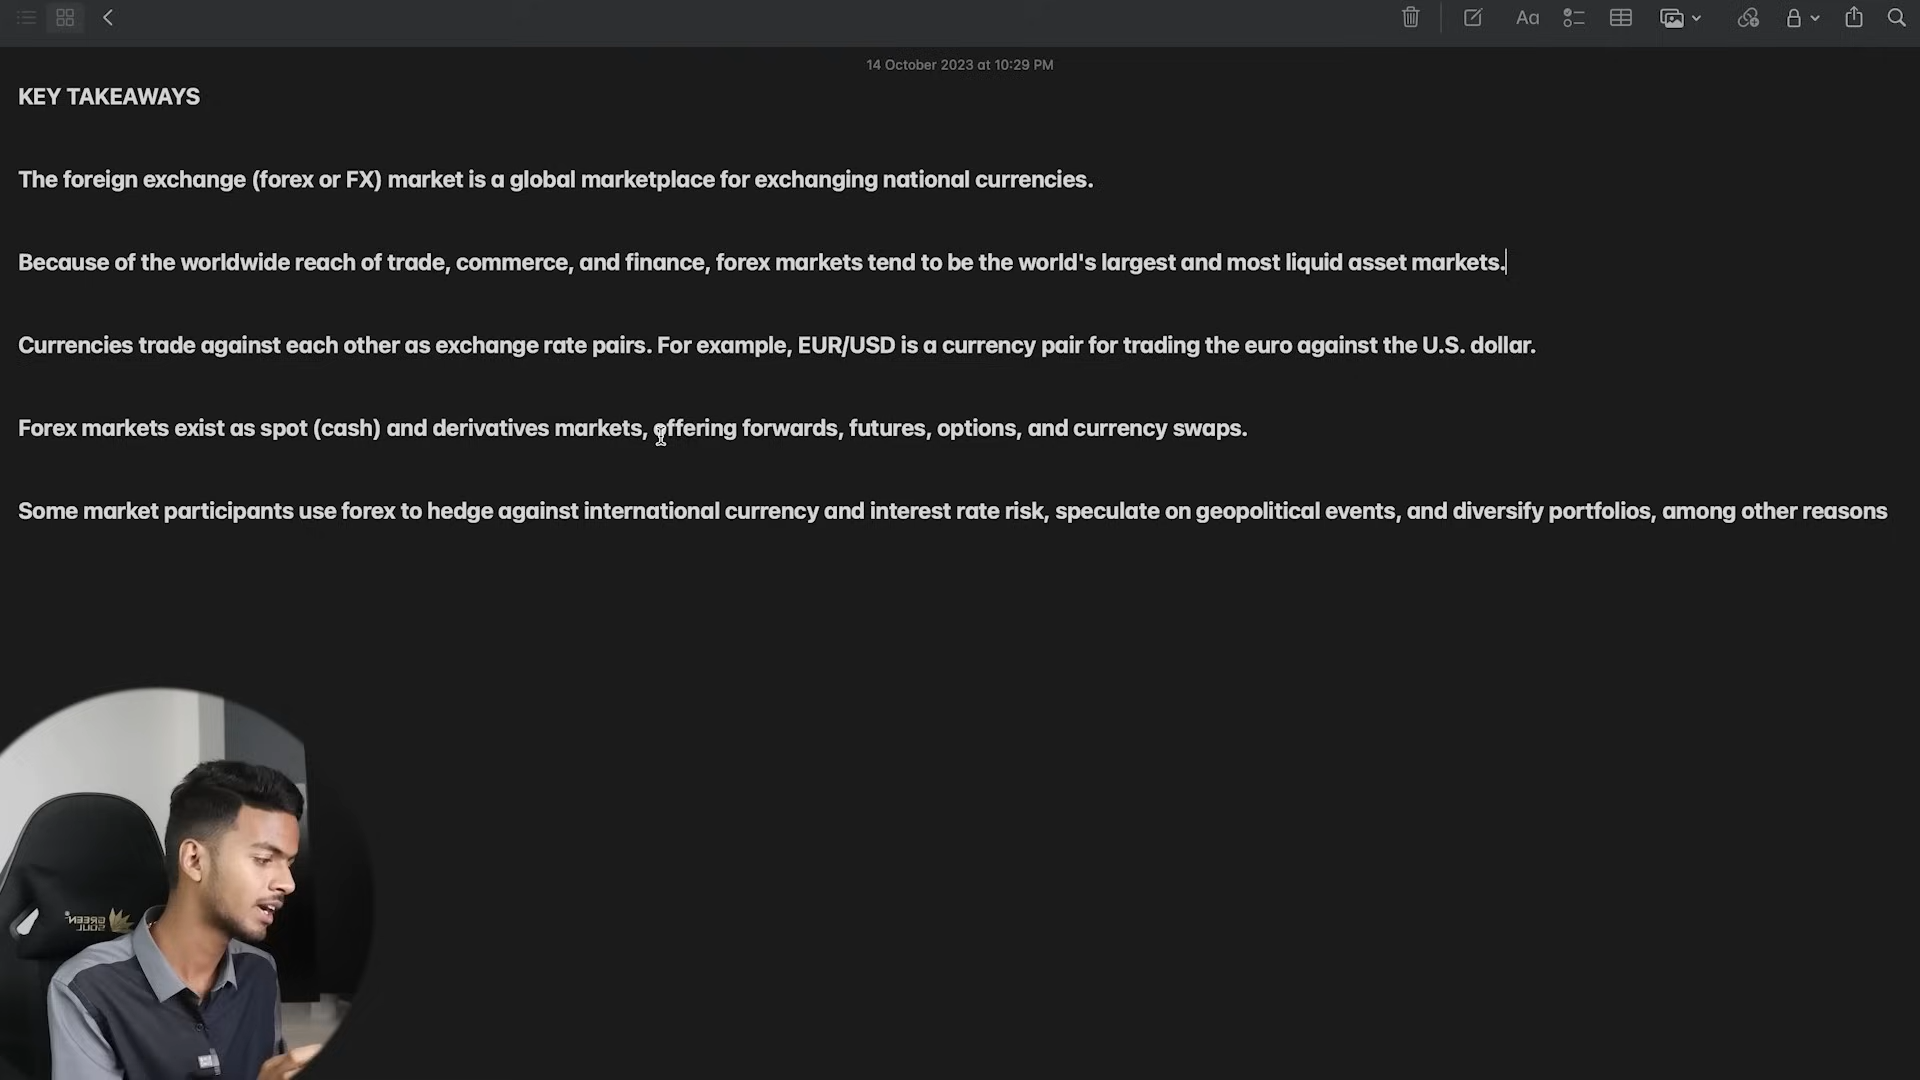 Aa
14 October 2023 at 10:29 PM
KEY TAKEAWAYS
The foreign exchange (forex or FX) market is a global marketplace for exchanging national currencies.
Because of the worldwide reach of trade, commerce, and finance, forex markets tend to be the world's largest and most liquid asset markets.
Currencies trade against each other as exchange rate pairs. For example, EUR/USD is a currency pair for trading the euro against the U.S. dollar.
Forex markets exist as spot (cash) and derivatives markets, offering forwards, futures, options, and currency swaps.
Some market participants use forex to hedge against international currency and interest rate risk, speculate on geopolitical events, and diversify portfolios, among other reasons
GREEN
SOUL